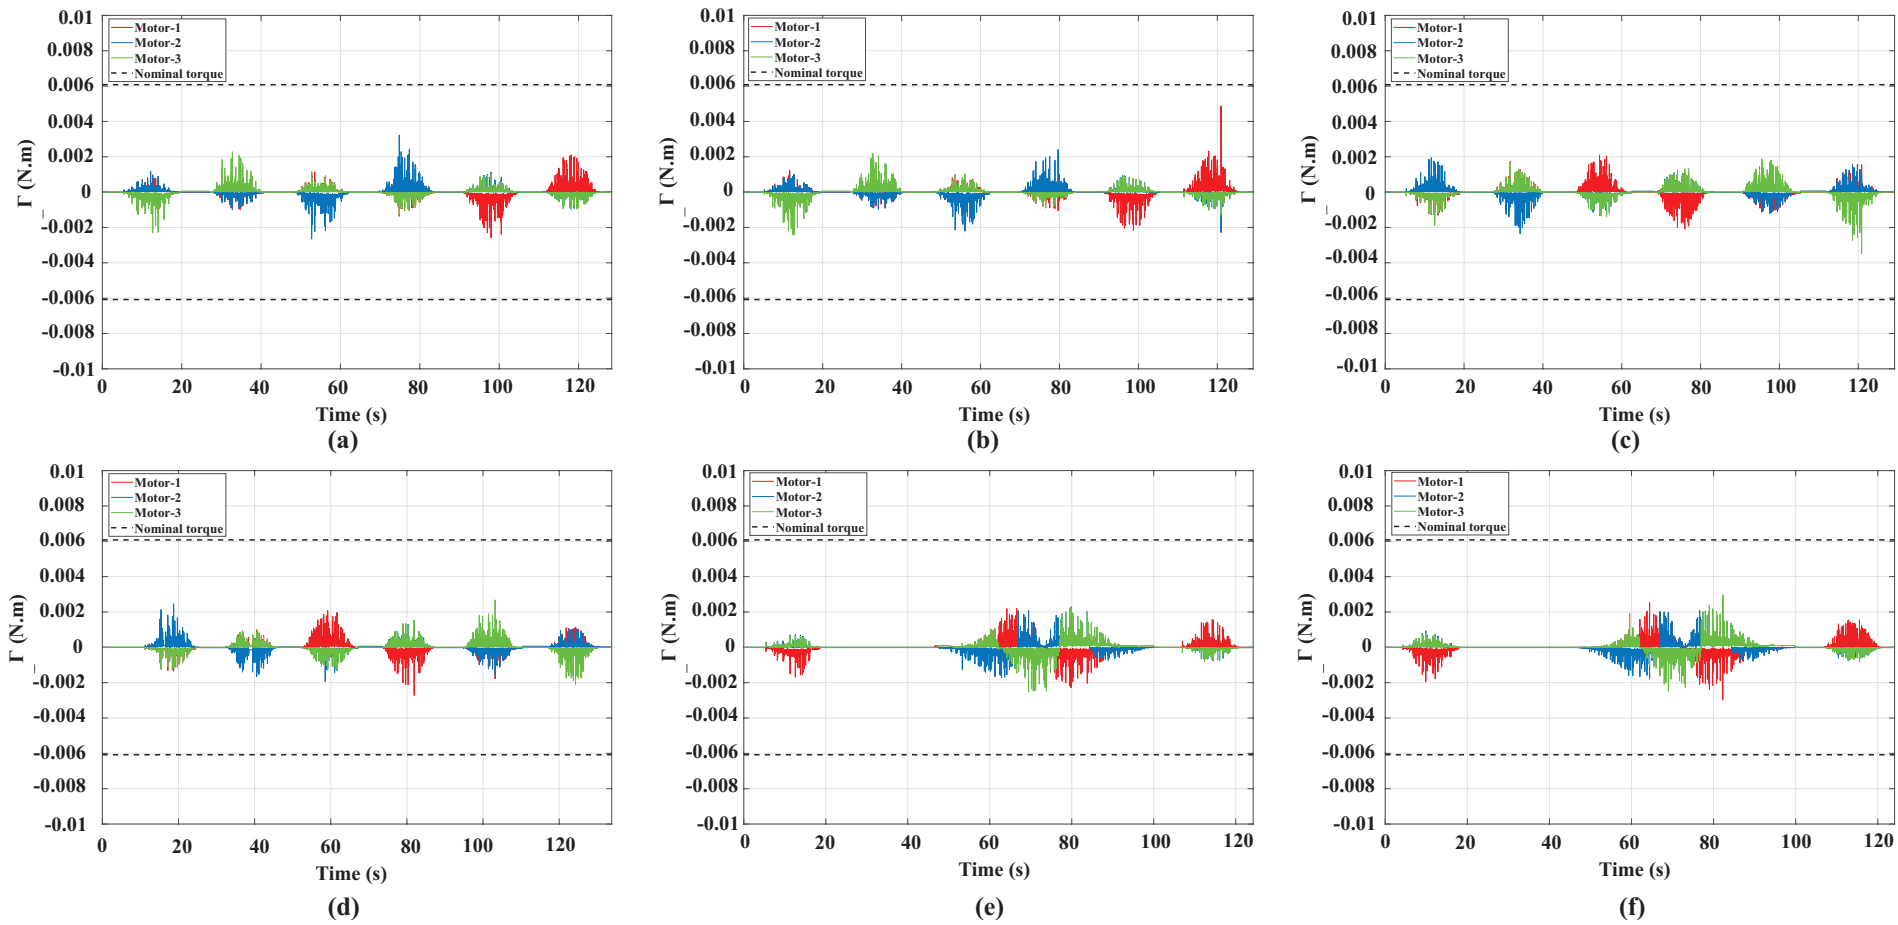 0.01
0.008
0.006
0.004
0.002
0
-0.002
-0.004
-0.006
-0.008
-0.01
Γ_ (N.m)
Motor-1
Motor-2
Motor-3
Nominal torque
0 20 40 60 80 100 120
Time (s)
(a)
0.01
0.008
0.006
0.004
0.002
0
-0.002
-0.004
-0.006
-0.008
-0.01
Γ_ (N.m)
Motor-1
Motor-2
Motor-3
Nominal torque
0 20 40 60 80 100 120
Time (s)
(b)
0.01
0.008
0.006
0.004
0.002
0
-0.002
-0.004
-0.006
-0.008
-0.01
Γ_ (N.m)
Motor-1
Motor-2
Motor-3
Nominal torque
0 20 40 60 80 100 120
Time (s)
(c)
0.01
0.008
0.006
0.004
0.002
0
-0.002
-0.004
-0.006
-0.008
-0.01
Γ_ (N.m)
Motor-1
Motor-2
Motor-3
Nominal torque
0 20 40 60 80 100 120
Time (s)
(d)
0.01
0.008
0.006
0.004
0.002
0
-0.002
-0.004
-0.006
-0.008
-0.01
Γ_ (N.m)
Motor-1
Motor-2
Motor-3
Nominal torque
0 20 40 60 80 100 120
Time (s)
(e)
0.01
0.008
0.006
0.004
0.002
0
-0.002
-0.004
-0.006
-0.008
-0.01
Γ_ (N.m)
Motor-1
Motor-2
Motor-3
Nominal torque
0 20 40 60 80 100 120
Time (s)
(f)